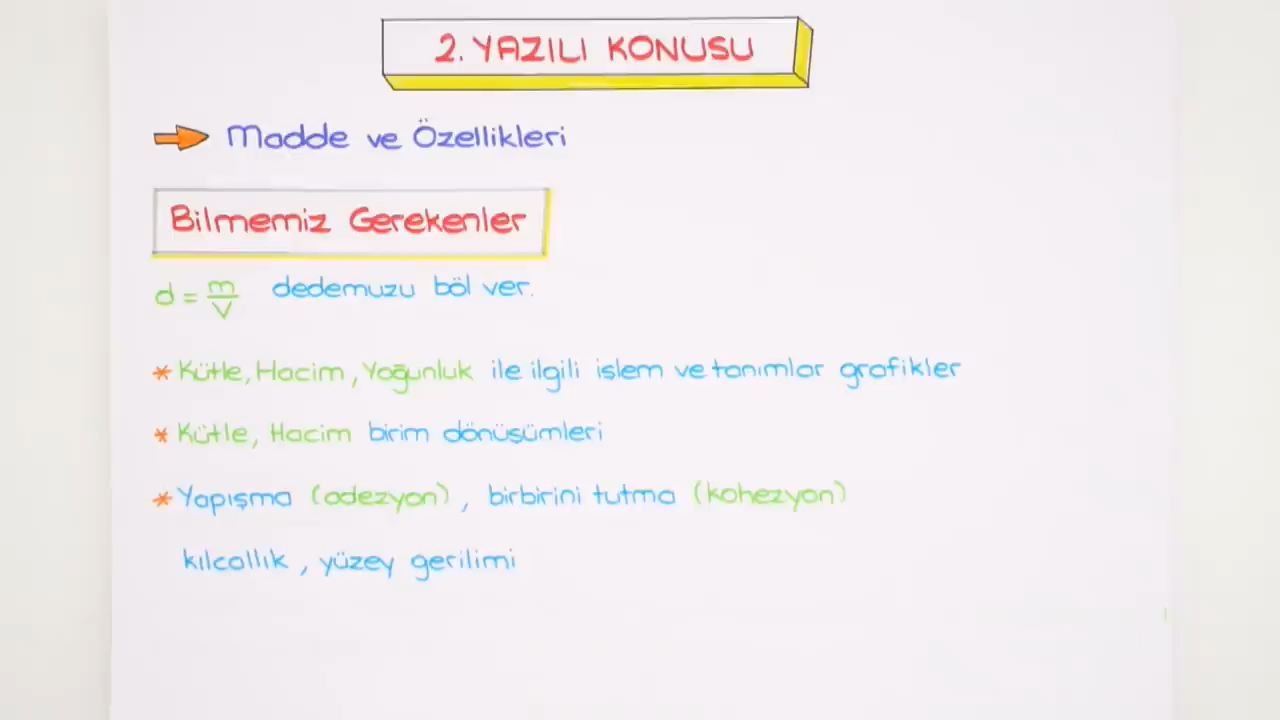 2. YAZILI KONUSU
Madde ve Özellikleri
Bilmemiz Gerekenler
d = m/V dedemuzu böl ver.
* Kütle, Hacim, Yoğunluk ile ilgili işlem ve tanımlar grafikler
* Kütle, Hacim birim dönüşümleri
* Yapışma (adezyon), birbirini tutma (kohezyon)
kılcallık, yüzey gerilimi